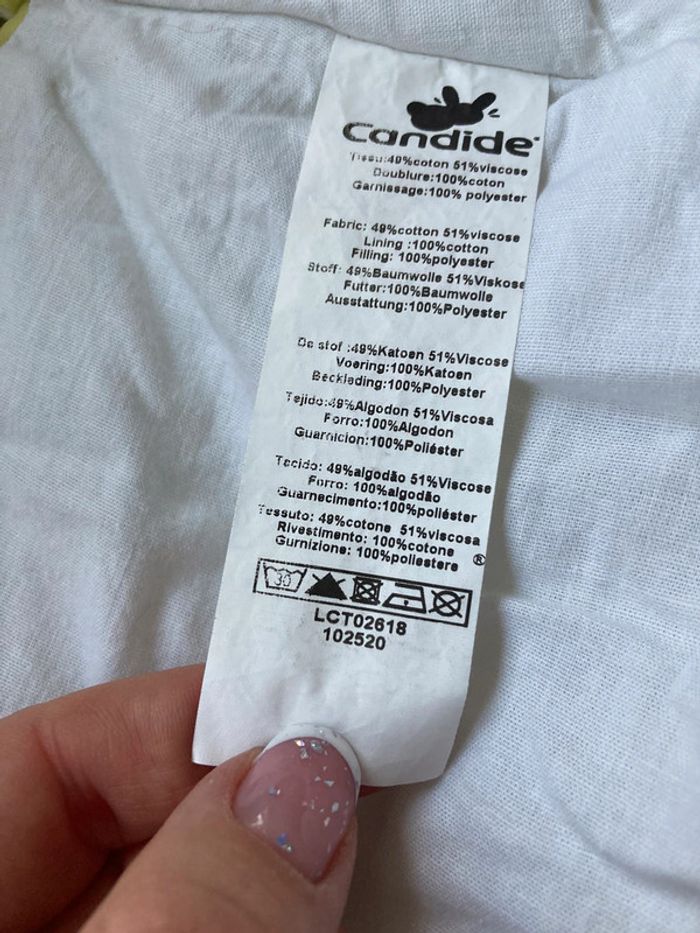 Candide
Tissu:49%coton 51%viscose
Doublure:100%coton
Garnissage:100% polyester
Fabric: 49%cotton 51%viscose
Lining :100%cotton
Filling: 100%polyester
Stoff: 49%Baumwolle 51%Viskose
Futter:100%Baumwolle
Ausstattung:100%Polyester
De stof :49%Katoen 51%Viscose
Voering:100%Katoen
Beckleding:100%Polyester
Tejido:49%Algodon 51%Viscosa
Forro:100%Algodon
Guarnicion:100%Poliéster
Tecido: 49%algodão 51%Viscose
Forro: 100%algodão
Guarnecimento:100%poliéster
Tessuto: 49%cotone 51%viscosa
Rivestimento: 100%cotone
Gurnizione: 100%poliestere ®
30
LCT02618
102520